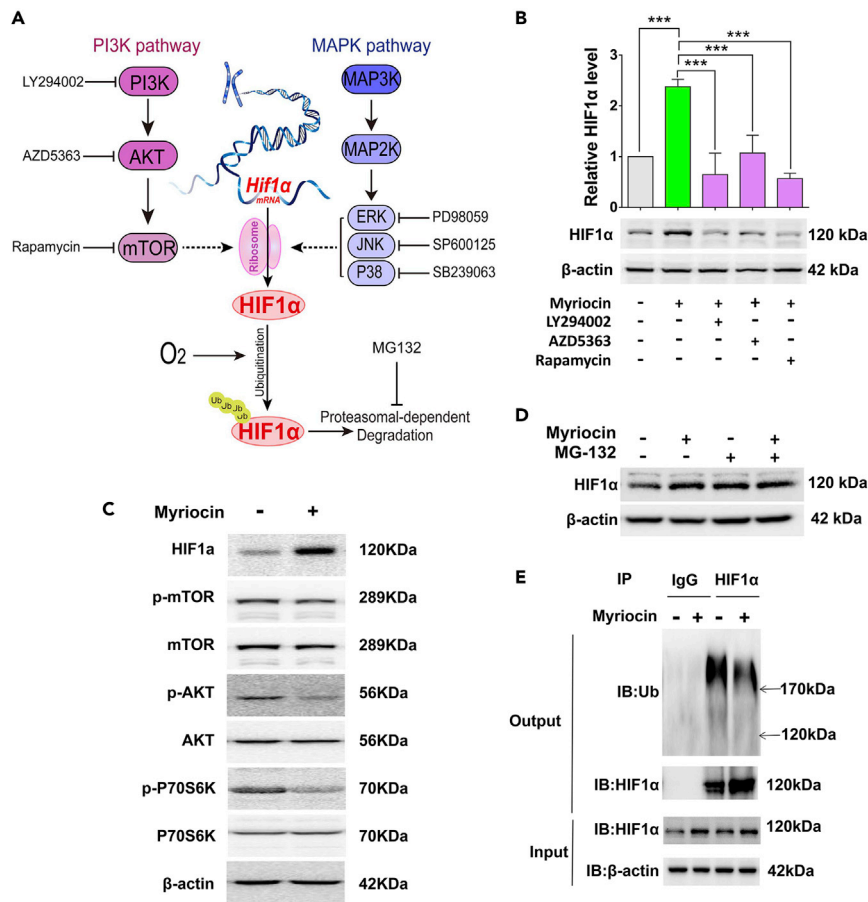 A
PI3K pathway
MAPK pathway
LY294002
PI3K
MAP3K
AZD5363
AKT
MAP2K
Hif1α
mRNA
Rapamycin
mTOR
Ribosome
ERK
PD98059
JNK
SP600125
P38
SB239063
HIF1α
O2
Ubiquitination
MG132
Ub
Ub
Ub
Ub
HIF1α
Proteasomal-dependent
Degradation
B
Relative HIF1α level
3
2
1
0
***
***
***
***
HIF1α 120 kDa
β-actin 42 kDa
Myriocin - + + + +
LY294002 - - + - -
AZD5363 - - - + -
Rapamycin - - - - +
C
Myriocin - +
HIF1a 120KDa
p-mTOR 289KDa
mTOR 289KDa
p-AKT 56KDa
AKT 56KDa
p-P70S6K 70KDa
P70S6K 70KDa
β-actin 42KDa
D
Myriocin - + - +
MG-132 - - + +
HIF1α 120 kDa
β-actin 42 kDa
E
IP IgG HIF1α
Myriocin - + - +
Output
IB:Ub
170kDa
120kDa
IB:HIF1α 120kDa
Input
IB:HIF1α 120kDa
IB:β-actin 42kDa